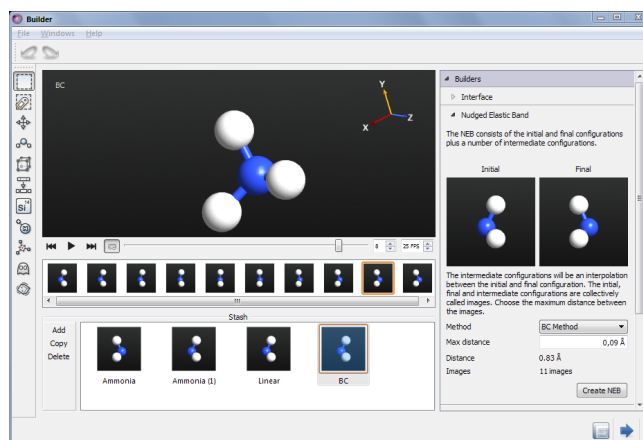 Builder
File Windows Help
BC
Y
X
Z
8
25 FPS
Stash
Add
Copy
Delete
Ammonia
Ammonia (1)
Linear
BC
Builders
Interface
Nudged Elastic Band
The NEB consists of the initial and final configurations
plus a number of intermediate configurations.
Initial
Final
The intermediate configurations will be an interpolation
between the initial and final configuration. The intial,
final and intermediate configurations are collectively
called images. Choose the maximum distance between
the images.
Method
BC Method
Max distance
0,09 Å
Distance
0.83 Å
Images
11 images
Create NEB
Si